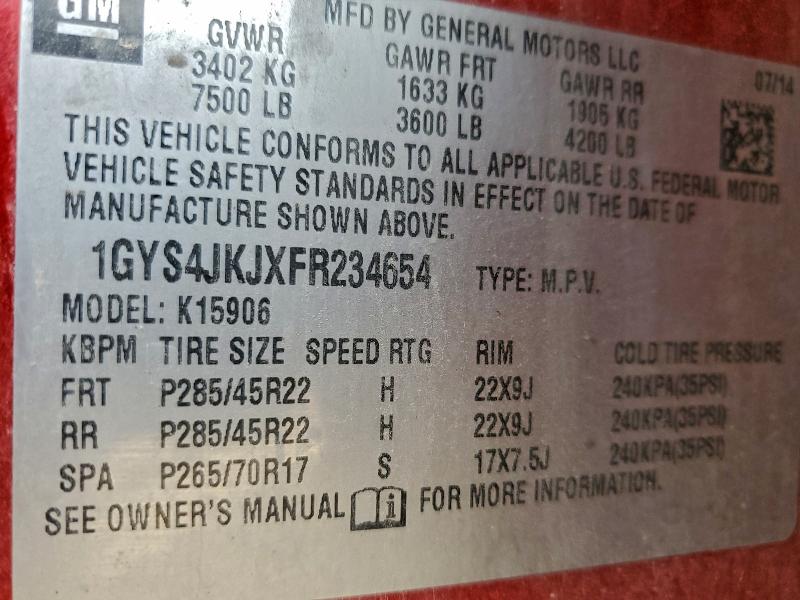 GM
MFD BY GENERAL MOTORS LLC
07/14
GVWR GAWR FRT GAWR RR
3402 KG 1633 KG 1905 KG
7500 LB 3600 LB 4200 LB
THIS VEHICLE CONFORMS TO ALL APPLICABLE U.S. FEDERAL MOTOR
VEHICLE SAFETY STANDARDS IN EFFECT ON THE DATE OF
MANUFACTURE SHOWN ABOVE.
1GYS4JKJXFR234654 TYPE: M.P.V.
MODEL: K15906
KBPM TIRE SIZE SPEED RTG RIM COLD TIRE PRESSURE
FRT P285/45R22 H 22X9J 240KPA(35PSI)
RR P285/45R22 H 22X9J 240KPA(35PSI)
SPA P265/70R17 S 17X7.5J 240KPA(35PSI)
SEE OWNER'S MANUAL i FOR MORE INFORMATION.